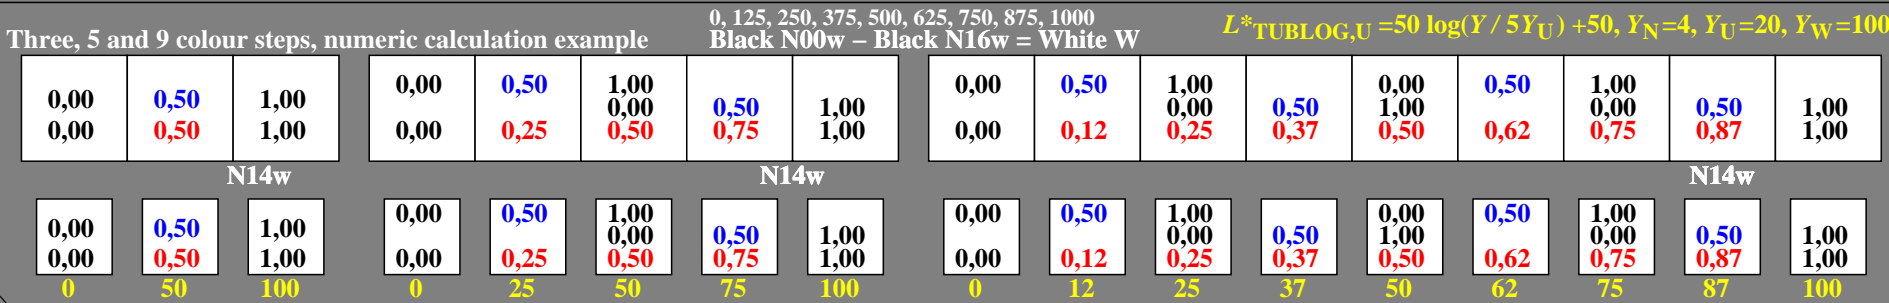 0, 125, 250, 375, 500, 625, 750, 875, 1000
Three, 5 and 9 colour steps, numeric calculation example
Black N00w – Black N16w = White W
L*TUBLOG,U =50 log(Y / 5YU) +50, YN=4, YU=20, YW=100
0,00 0,50 1,00
0,00 0,50 1,00
0,00 0,50 1,00
0,00 0,50 1,00
0,00 0,25 0,50 0,75 1,00
0,00 0,50 1,00 0,00 0,50 1,00
0,00 0,50 1,00 0,50 1,00
0,00 0,12 0,25 0,37 0,50 0,62 0,75 0,87 1,00
N14w N14w N14w
0,00 0,50 1,00
0,00 0,50 1,00
0,00 0,50 1,00
0,00 0,50 1,00
0,00 0,25 0,50 0,75 1,00
0,00 0,50 1,00 0,00 0,50 1,00
0,00 0,50 1,00 0,00 0,50 1,00
0,00 0,12 0,25 0,37 0,50 0,62 0,75 0,87 1,00
0 50 100
0 25 50 75 100
0 12 25 37 50 62 75 87 100